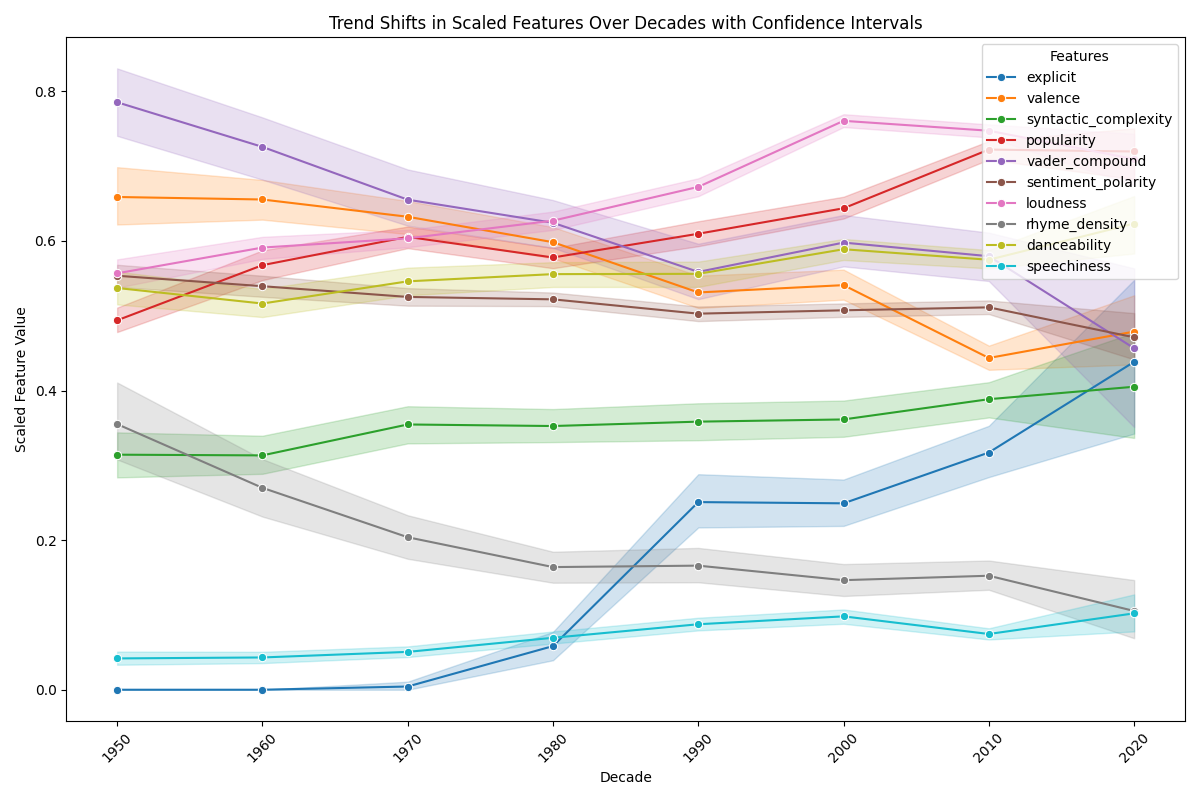 Trend Shifts in Scaled Features Over Decades with Confidence Intervals
Features
explicit
valence
syntactic_complexity
popularity
vader_compound
sentiment_polarity
loudness
rhyme_density
danceability
speechiness
Scaled Feature Value
0.8
0.6
0.4
0.2
0.0
1950
1960
1970
1980
1990
2000
2010
2020
Decade